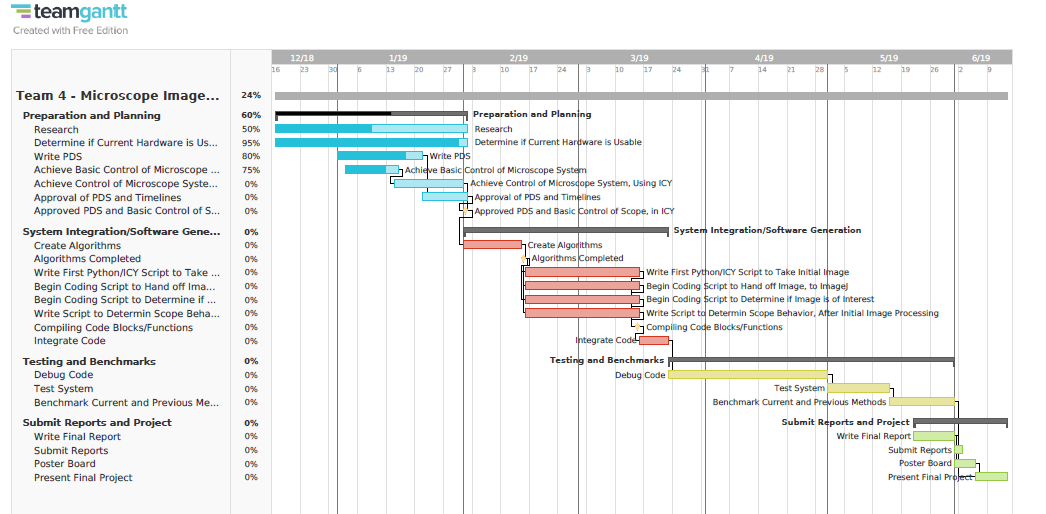 teamgantt
Created with Free Edition
12/18 1/19 2/19 3/19 4/19 5/19 6/19
16 23 30 6 13 20 27 3 10 17 24 3 10 17 24 31 7 14 21 28 5 12 19 26 2 9
Team 4 - Microscope Image... 24%
Preparation and Planning 60% Preparation and Planning
Research 50% Research
Determine if Current Hardware is Us... 95% Determine if Current Hardware is Usable
Write PDS 80% Write PDS
Achieve Basic Control of Microscope ... 75% Achieve Basic Control of Microscope System
Achieve Control of Microscope Syste... 0% Achieve Control of Microscope System, Using ICY
Approval of PDS and Timelines 0% Approval of PDS and Timelines
Approved PDS and Basic Control of S... 0% Approved PDS and Basic Control of Scope, in ICY
System Integration/Software Gene... 0% System Integration/Software Generation
Create Algorithms 0% Create Algorithms
Algorithms Completed 0% Algorithms Completed
Write First Python/ICY Script to Take ... 0% Write First Python/ICY Script to Take Initial Image
Begin Coding Script to Hand off Ima... 0% Begin Coding Script to Hand off Image, to ImageJ
Begin Coding Script to Determine if ... 0% Begin Coding Script to Determine if Image is of Interest
Write Script to Determin Scope Beha... 0% Write Script to Determin Scope Behavior, After Initial Image Processing
Compiling Code Blocks/Functions 0% Compiling Code Blocks/Functions
Integrate Code 0% Integrate Code
Testing and Benchmarks 0% Testing and Benchmarks
Debug Code 0% Debug Code
Test System 0% Test System
Benchmark Current and Previous Me... 0% Benchmark Current and Previous Methods
Submit Reports and Project 0% Submit Reports and Project
Write Final Report 0% Write Final Report
Submit Reports 0% Submit Reports
Poster Board 0% Poster Board
Present Final Project 0% Present Final Project